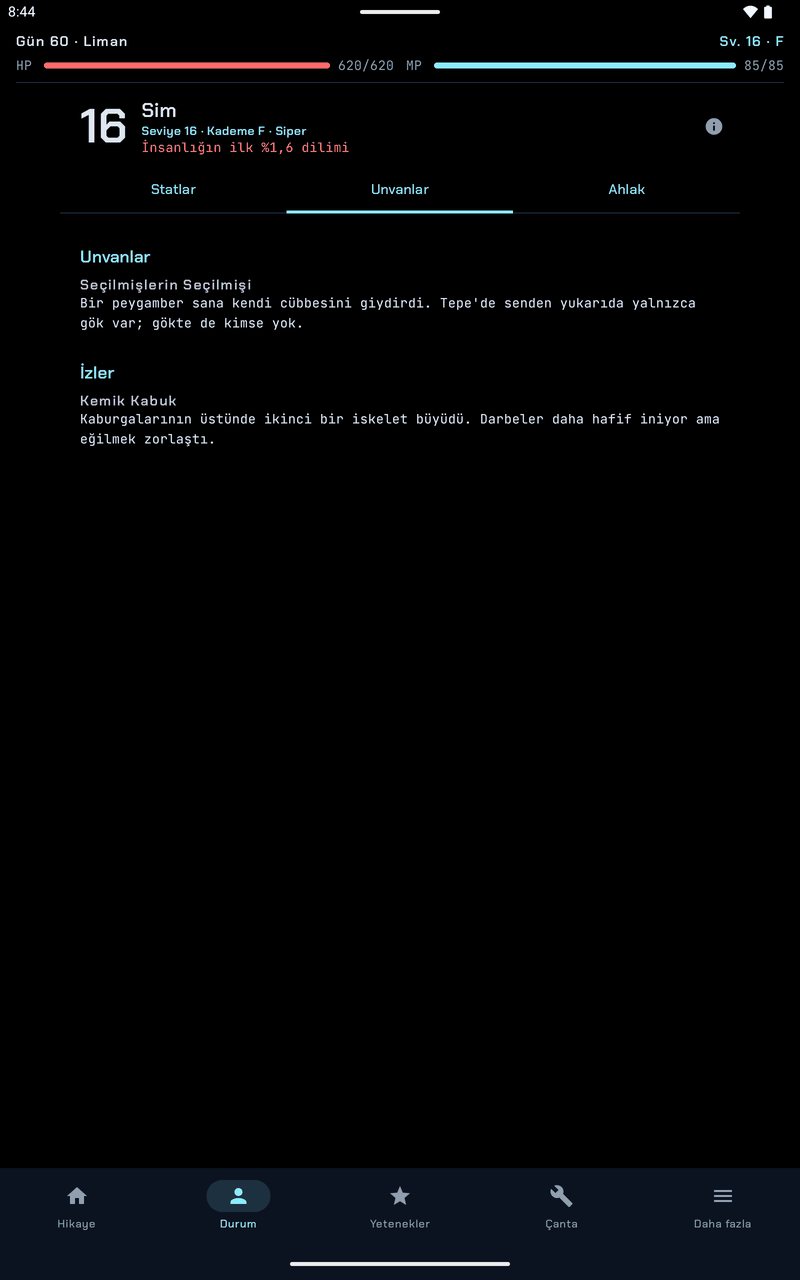 8:44
Gün 60 · Liman
Sv. 16 · F
HP 620/620 MP 85/85
16
Sim
Seviye 16 · Kademe F · Siper
İnsanlığın ilk %1,6 dilimi
Statlar
Unvanlar
Ahlak
Unvanlar
Seçilmişlerin Seçilmişi
Bir peygamber sana kendi cübbesini giydirdi. Tepe'de senden yukarıda yalnızca
gök var; gökte de kimse yok.
İzler
Kemik Kabuk
Kaburgalarının üstünde ikinci bir iskelet büyüdü. Darbeler daha hafif iniyor ama
eğilmek zorlaştı.
Hikaye
Durum
Yetenekler
Çanta
Daha fazla